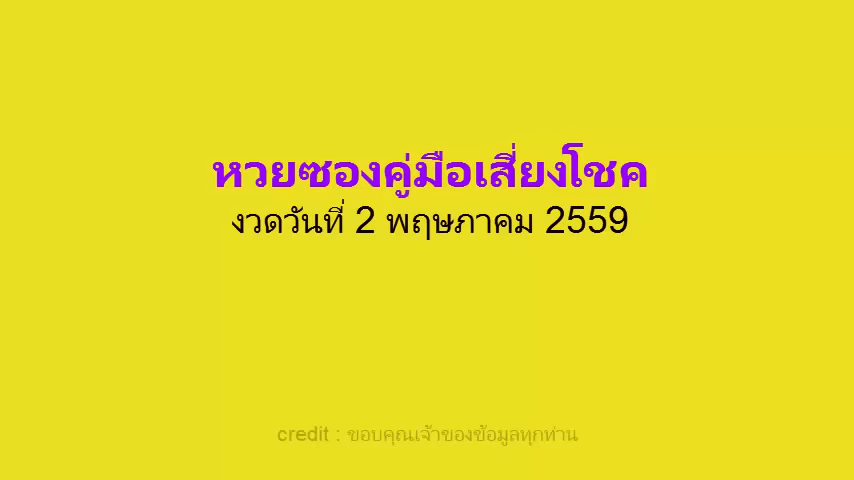 หวยซองคู่มือเสี่ยงโชค
งวดวันที่ 2 พฤษภาคม 2559
credit : ขอบคุณเจ้าของข้อมูลทุกท่าน